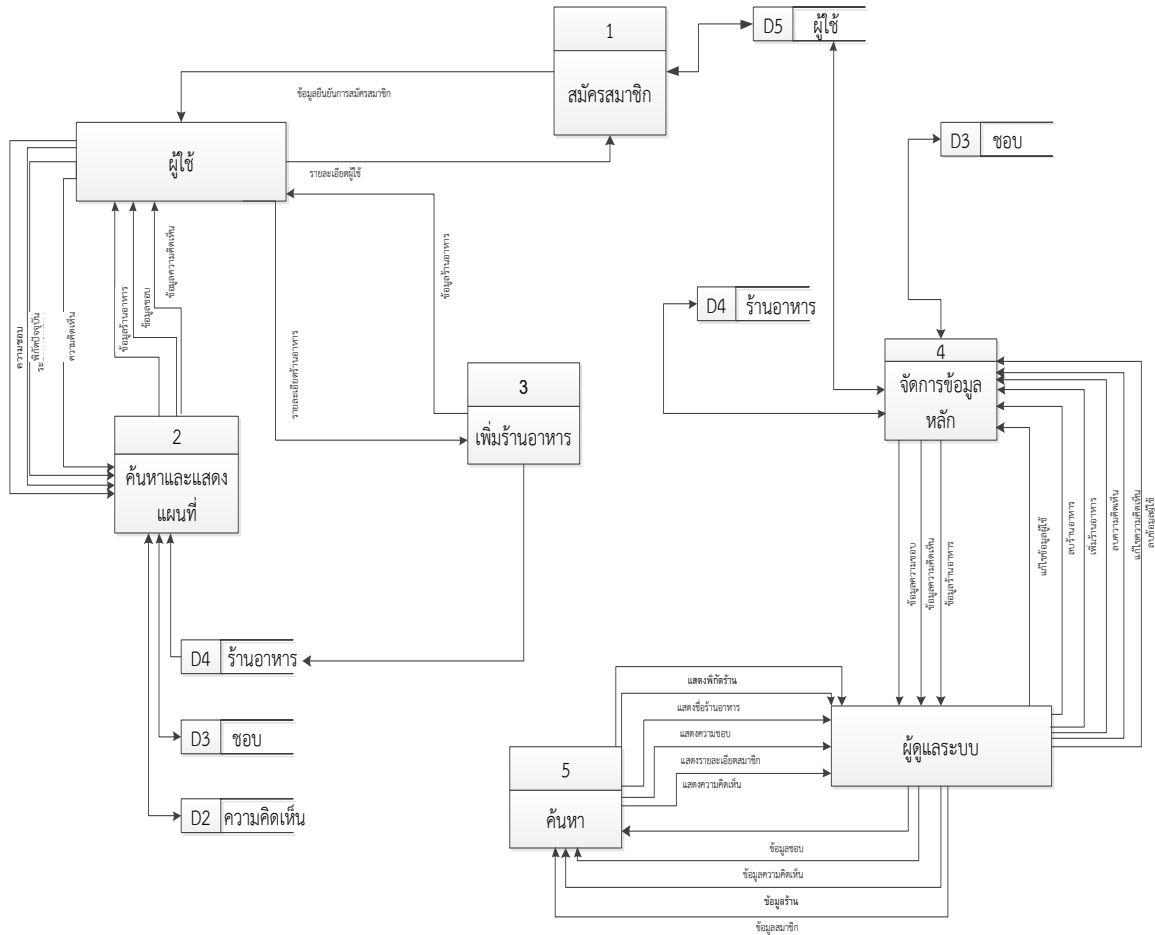 1
สมัครสมาชิก
D5 ผู้ใช้
ข้อมูลยืนยันการสมัครสมาชิก
ผู้ใช้
รายละเอียดผู้ใช้
D3 ชอบ
D4 ร้านอาหาร
ความชอบ
ความคิดเห็น
ข้อมูลร้านอาหาร
ข้อมูลชอบ
ข้อมูลความคิดเห็น
รายละเอียดร้านอาหาร
ข้อมูลร้านอาหาร
2
ค้นหาและแสดง
แผนที่
3
เพิ่มร้านอาหาร
4
จัดการข้อมูล
หลัก
ข้อมูลความชอบ
ข้อมูลความคิดเห็น
ข้อมูลร้านอาหาร
แก้ไขข้อมูลผู้ใช้
ลบร้านอาหาร
เพิ่มร้านอาหาร
ลบความคิดเห็น
แก้ไขความคิดเห็น
ลบข้อมูลผู้ใช้
D4 ร้านอาหาร
D3 ชอบ
D2 ความคิดเห็น
แสดงพิกัดร้าน
แสดงชื่อร้านอาหาร
แสดงความชอบ
แสดงรายละเอียดสมาชิก
แสดงความคิดเห็น
5
ค้นหา
ผู้ดูแลระบบ
ข้อมูลชอบ
ข้อมูลความคิดเห็น
ข้อมูลร้าน
ข้อมูลสมาชิก